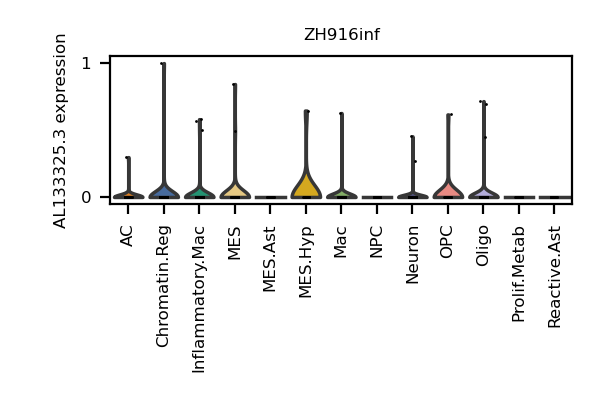 ZH916inf
AL133325.3 expression
1
0
AC
Chromatin.Reg
Inflammatory.Mac
MES
MES.Ast
MES.Hyp
Mac
NPC
Neuron
OPC
Oligo
Prolif.Metab
Reactive.Ast